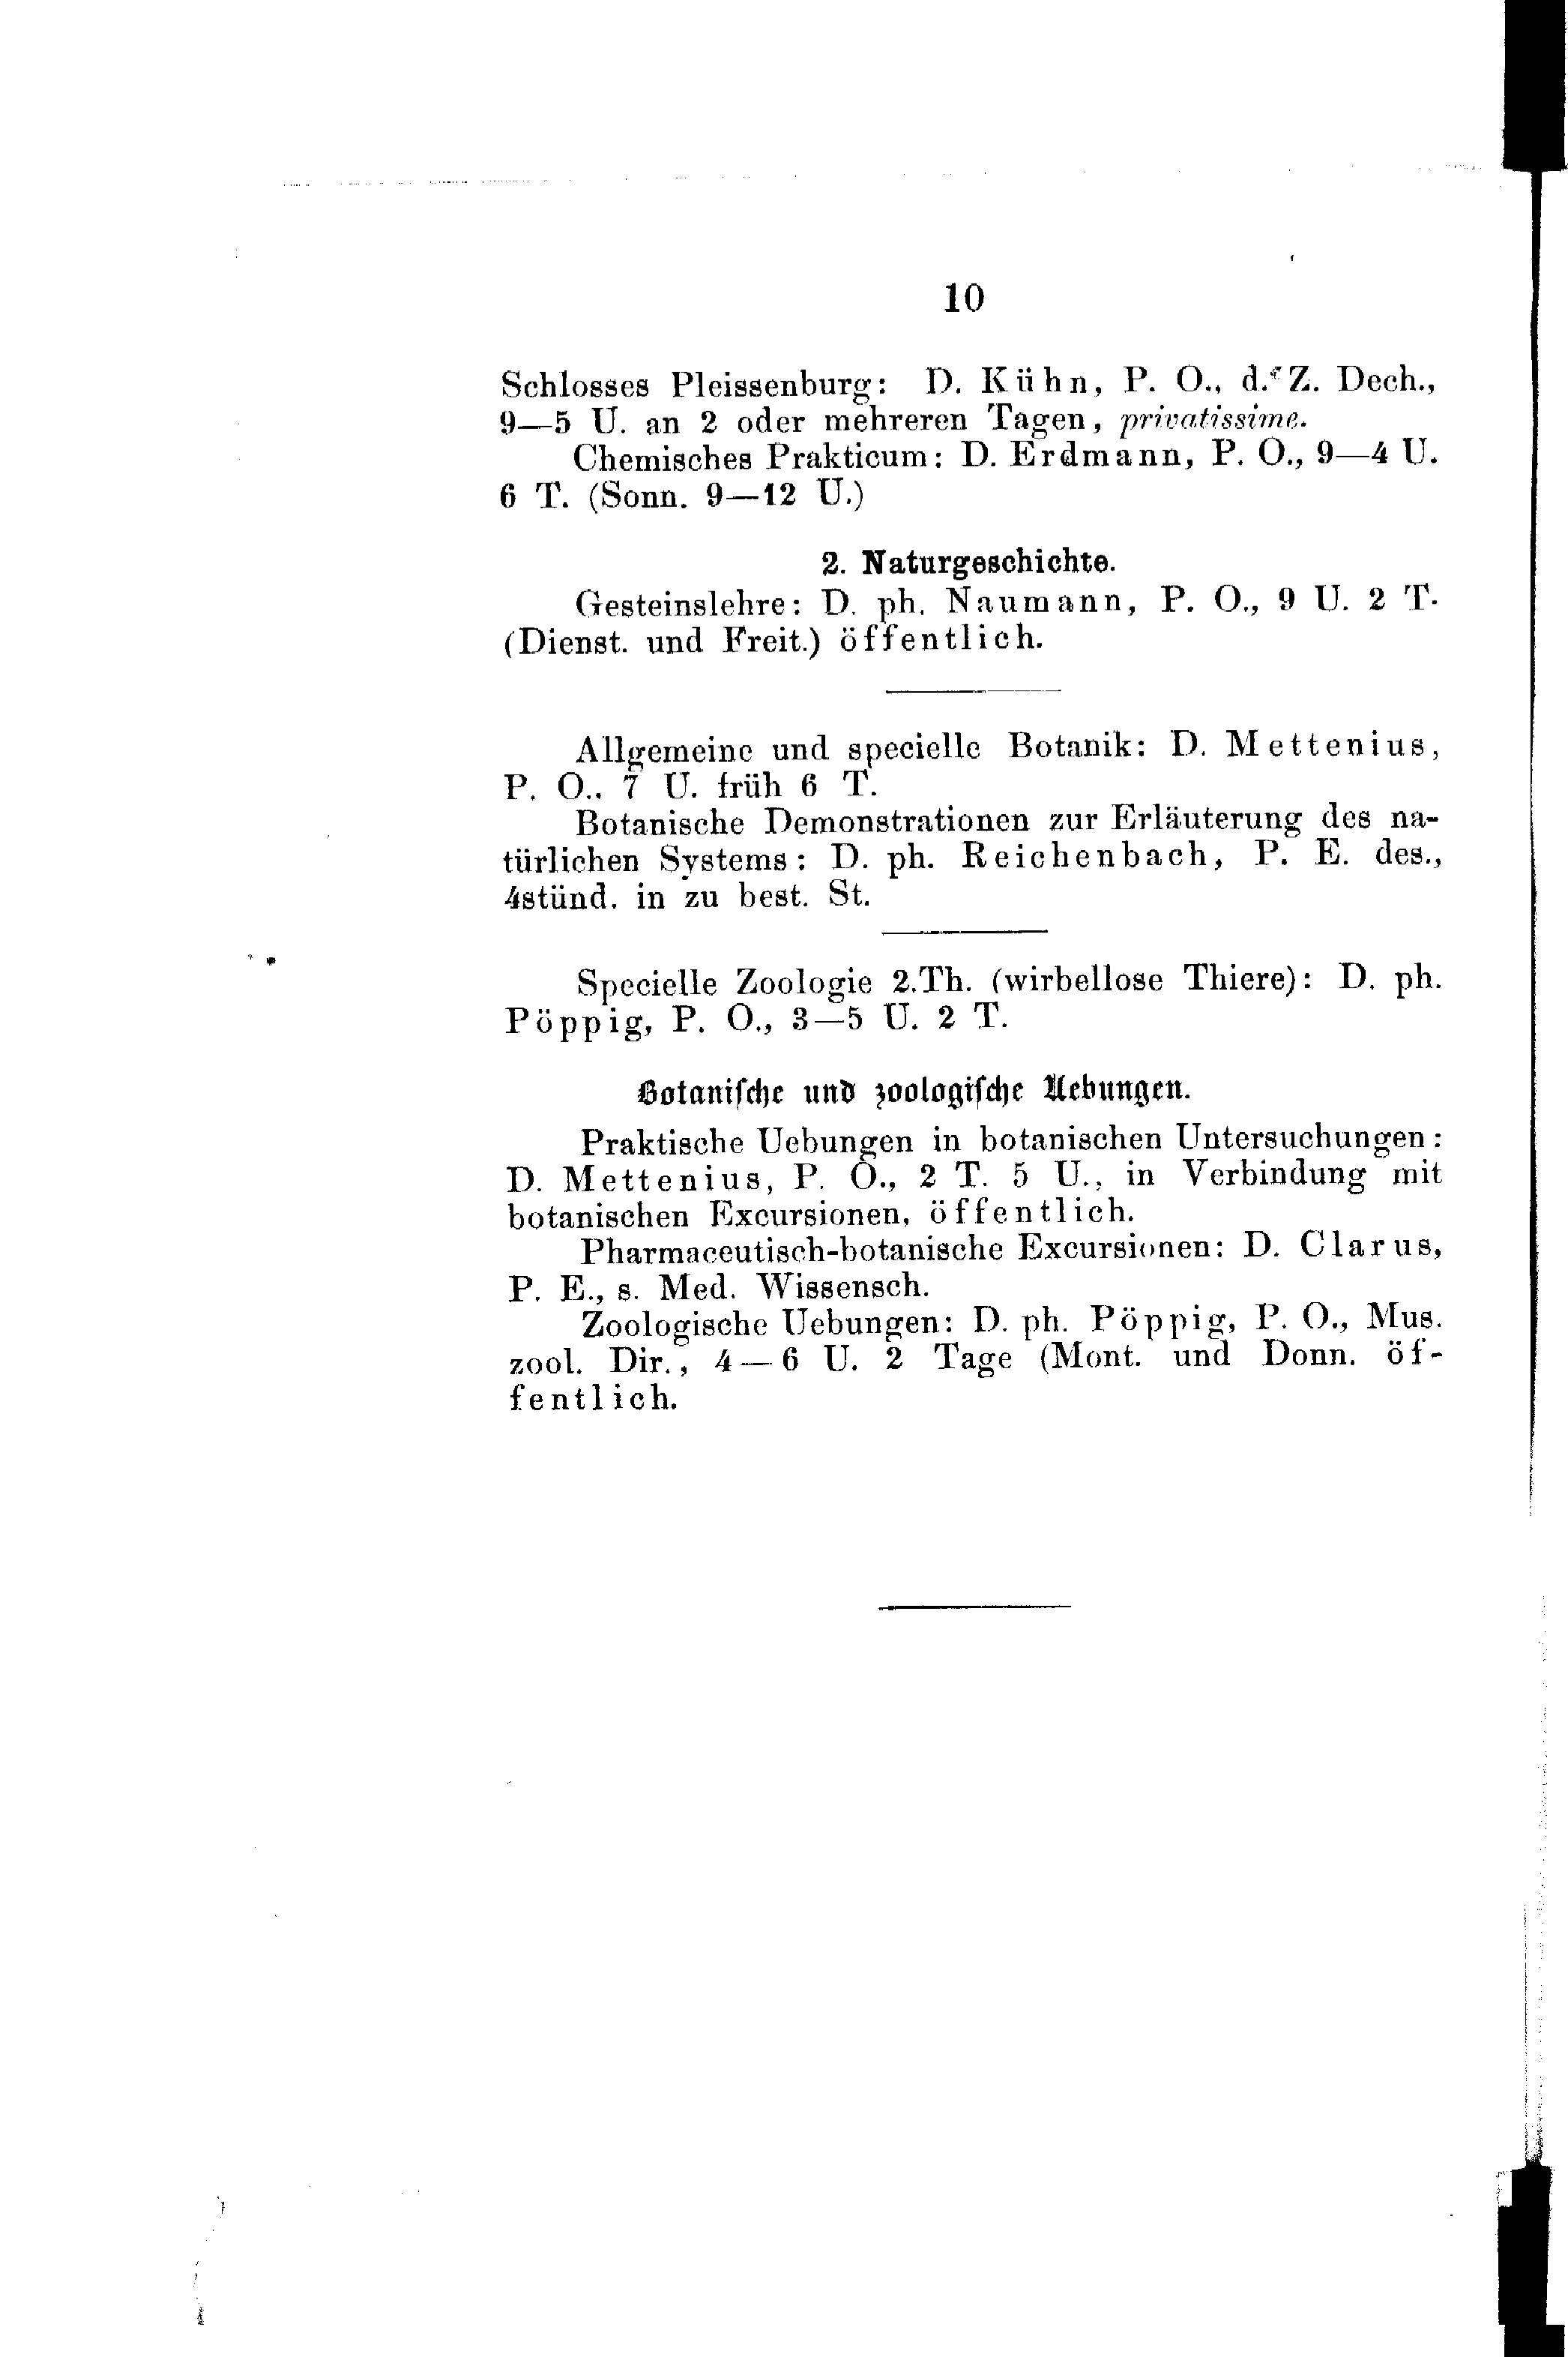 10
Schlosses Pleissenburg: D. Kühn, P. O., d. Z. Dech.,
9—5 U. an 2 oder mehreren Tagen, privatissime.
Chemisches Prakticum: D. Erdmann, P. O., 9—4 U.
6 T. (Sonn. 9—12 U.)
2. Naturgeschichte.
Gesteinslehre: D. ph. Naumann, P. O., 9 U. 2 T.
(Dienst. und Freit.) öffentlich.
Allgemeine und specielle Botanik: D. Mettenius,
P. O., 7 U. früh 6 T.
Botanische Demonstrationen zur Erläuterung des na-
türlichen Systems: D. ph. Reichenbach, P. E. des.,
4stünd. in zu best. St.
Specielle Zoologie 2.Th. (wirbellose Thiere): D. ph.
Pöppig, P. O., 3—5 U. 2 T.
Botaniſche und zoologiſche Uebungen.
Praktische Uebungen in botanischen Untersuchungen:
D. Mettenius, P. O., 2 T. 5 U., in Verbindung mit
botanischen Excursionen, öffentlich.
Pharmaceutisch-botanische Excursionen: D. Clarus,
P. E., s. Med. Wissensch.
Zoologische Uebungen: D. ph. Pöppig, P. O., Mus.
zool. Dir., 4—6 U. 2 Tage (Mont. und Donn. öf-
fentlich.